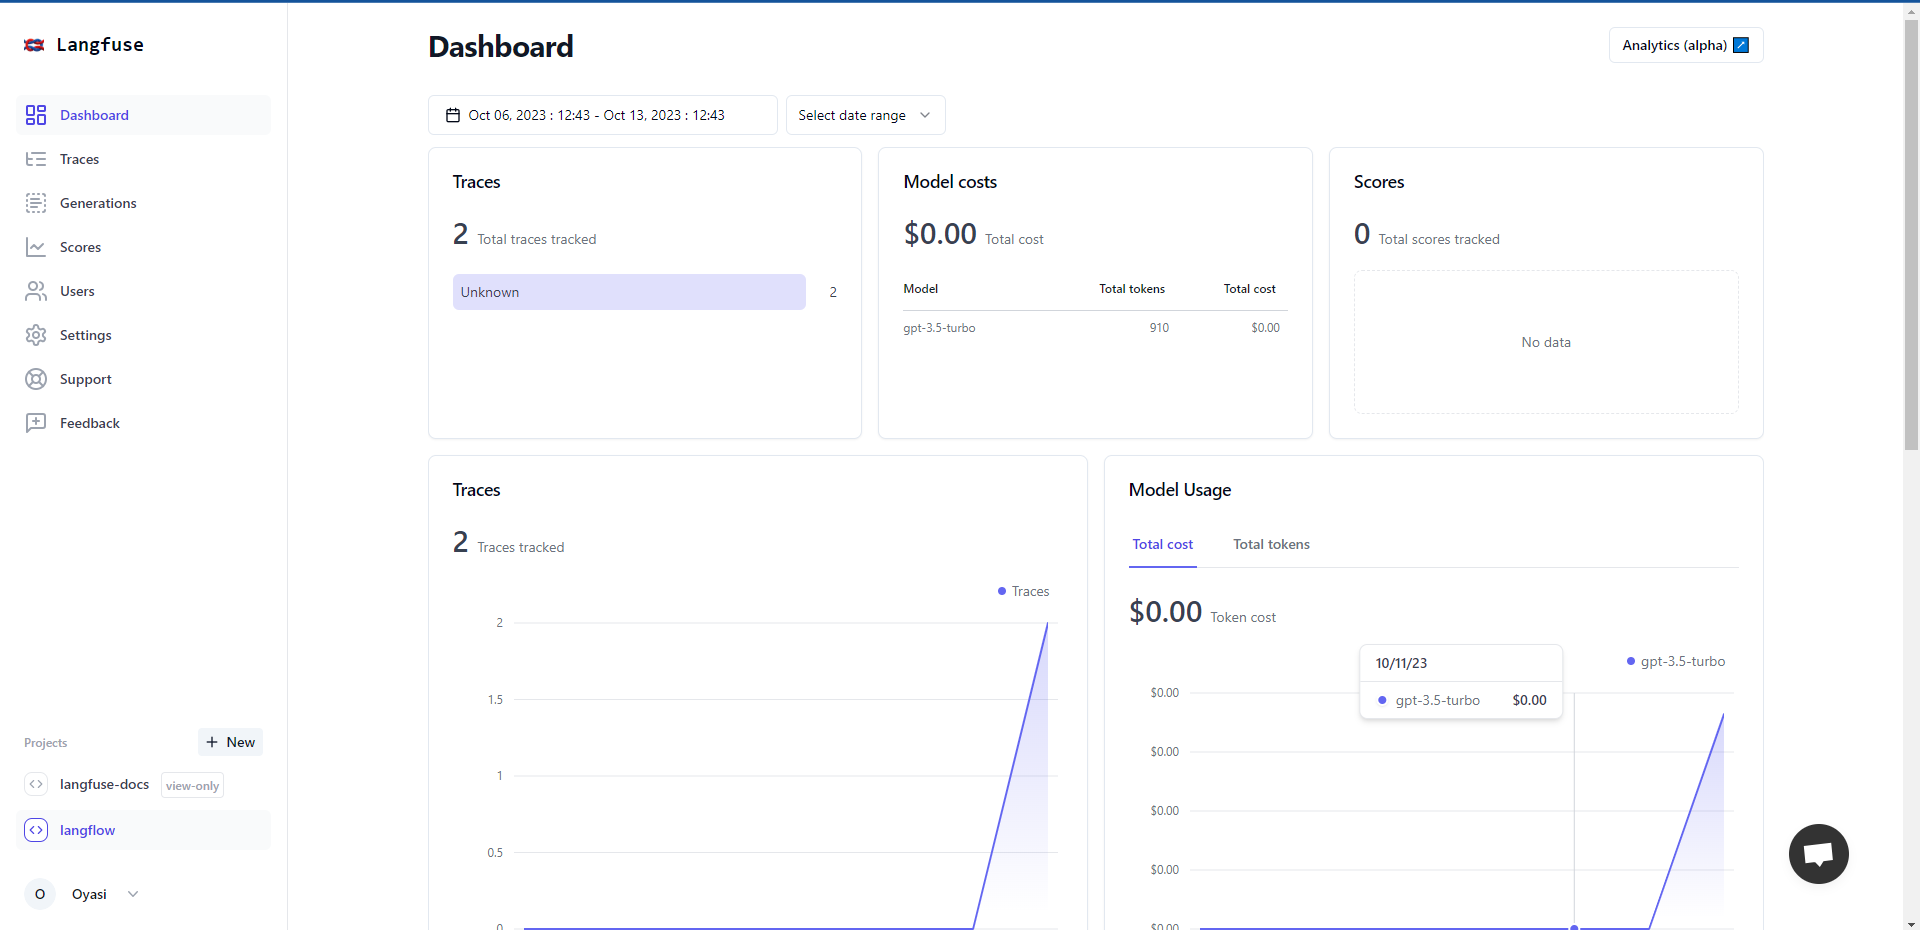 Langfuse
Dashboard
Traces
Generations
Scores
Users
Settings
Support
Feedback
Projects
+ New
langfuse-docs view-only
langflow
O Oyasi
Dashboard
Analytics (alpha)
Oct 06, 2023 : 12:43 - Oct 13, 2023 : 12:43
Select date range
Traces
2 Total traces tracked
Unknown 2
Model costs
$0.00 Total cost
Model Total tokens Total cost
gpt-3.5-turbo 910 $0.00
Scores
0 Total scores tracked
No data
Traces
2 Traces tracked
Traces
2
1.5
1
0.5
0
Model Usage
Total cost Total tokens
$0.00 Token cost
gpt-3.5-turbo
10/11/23
gpt-3.5-turbo $0.00
$0.00
$0.00
$0.00
$0.00
$0.00